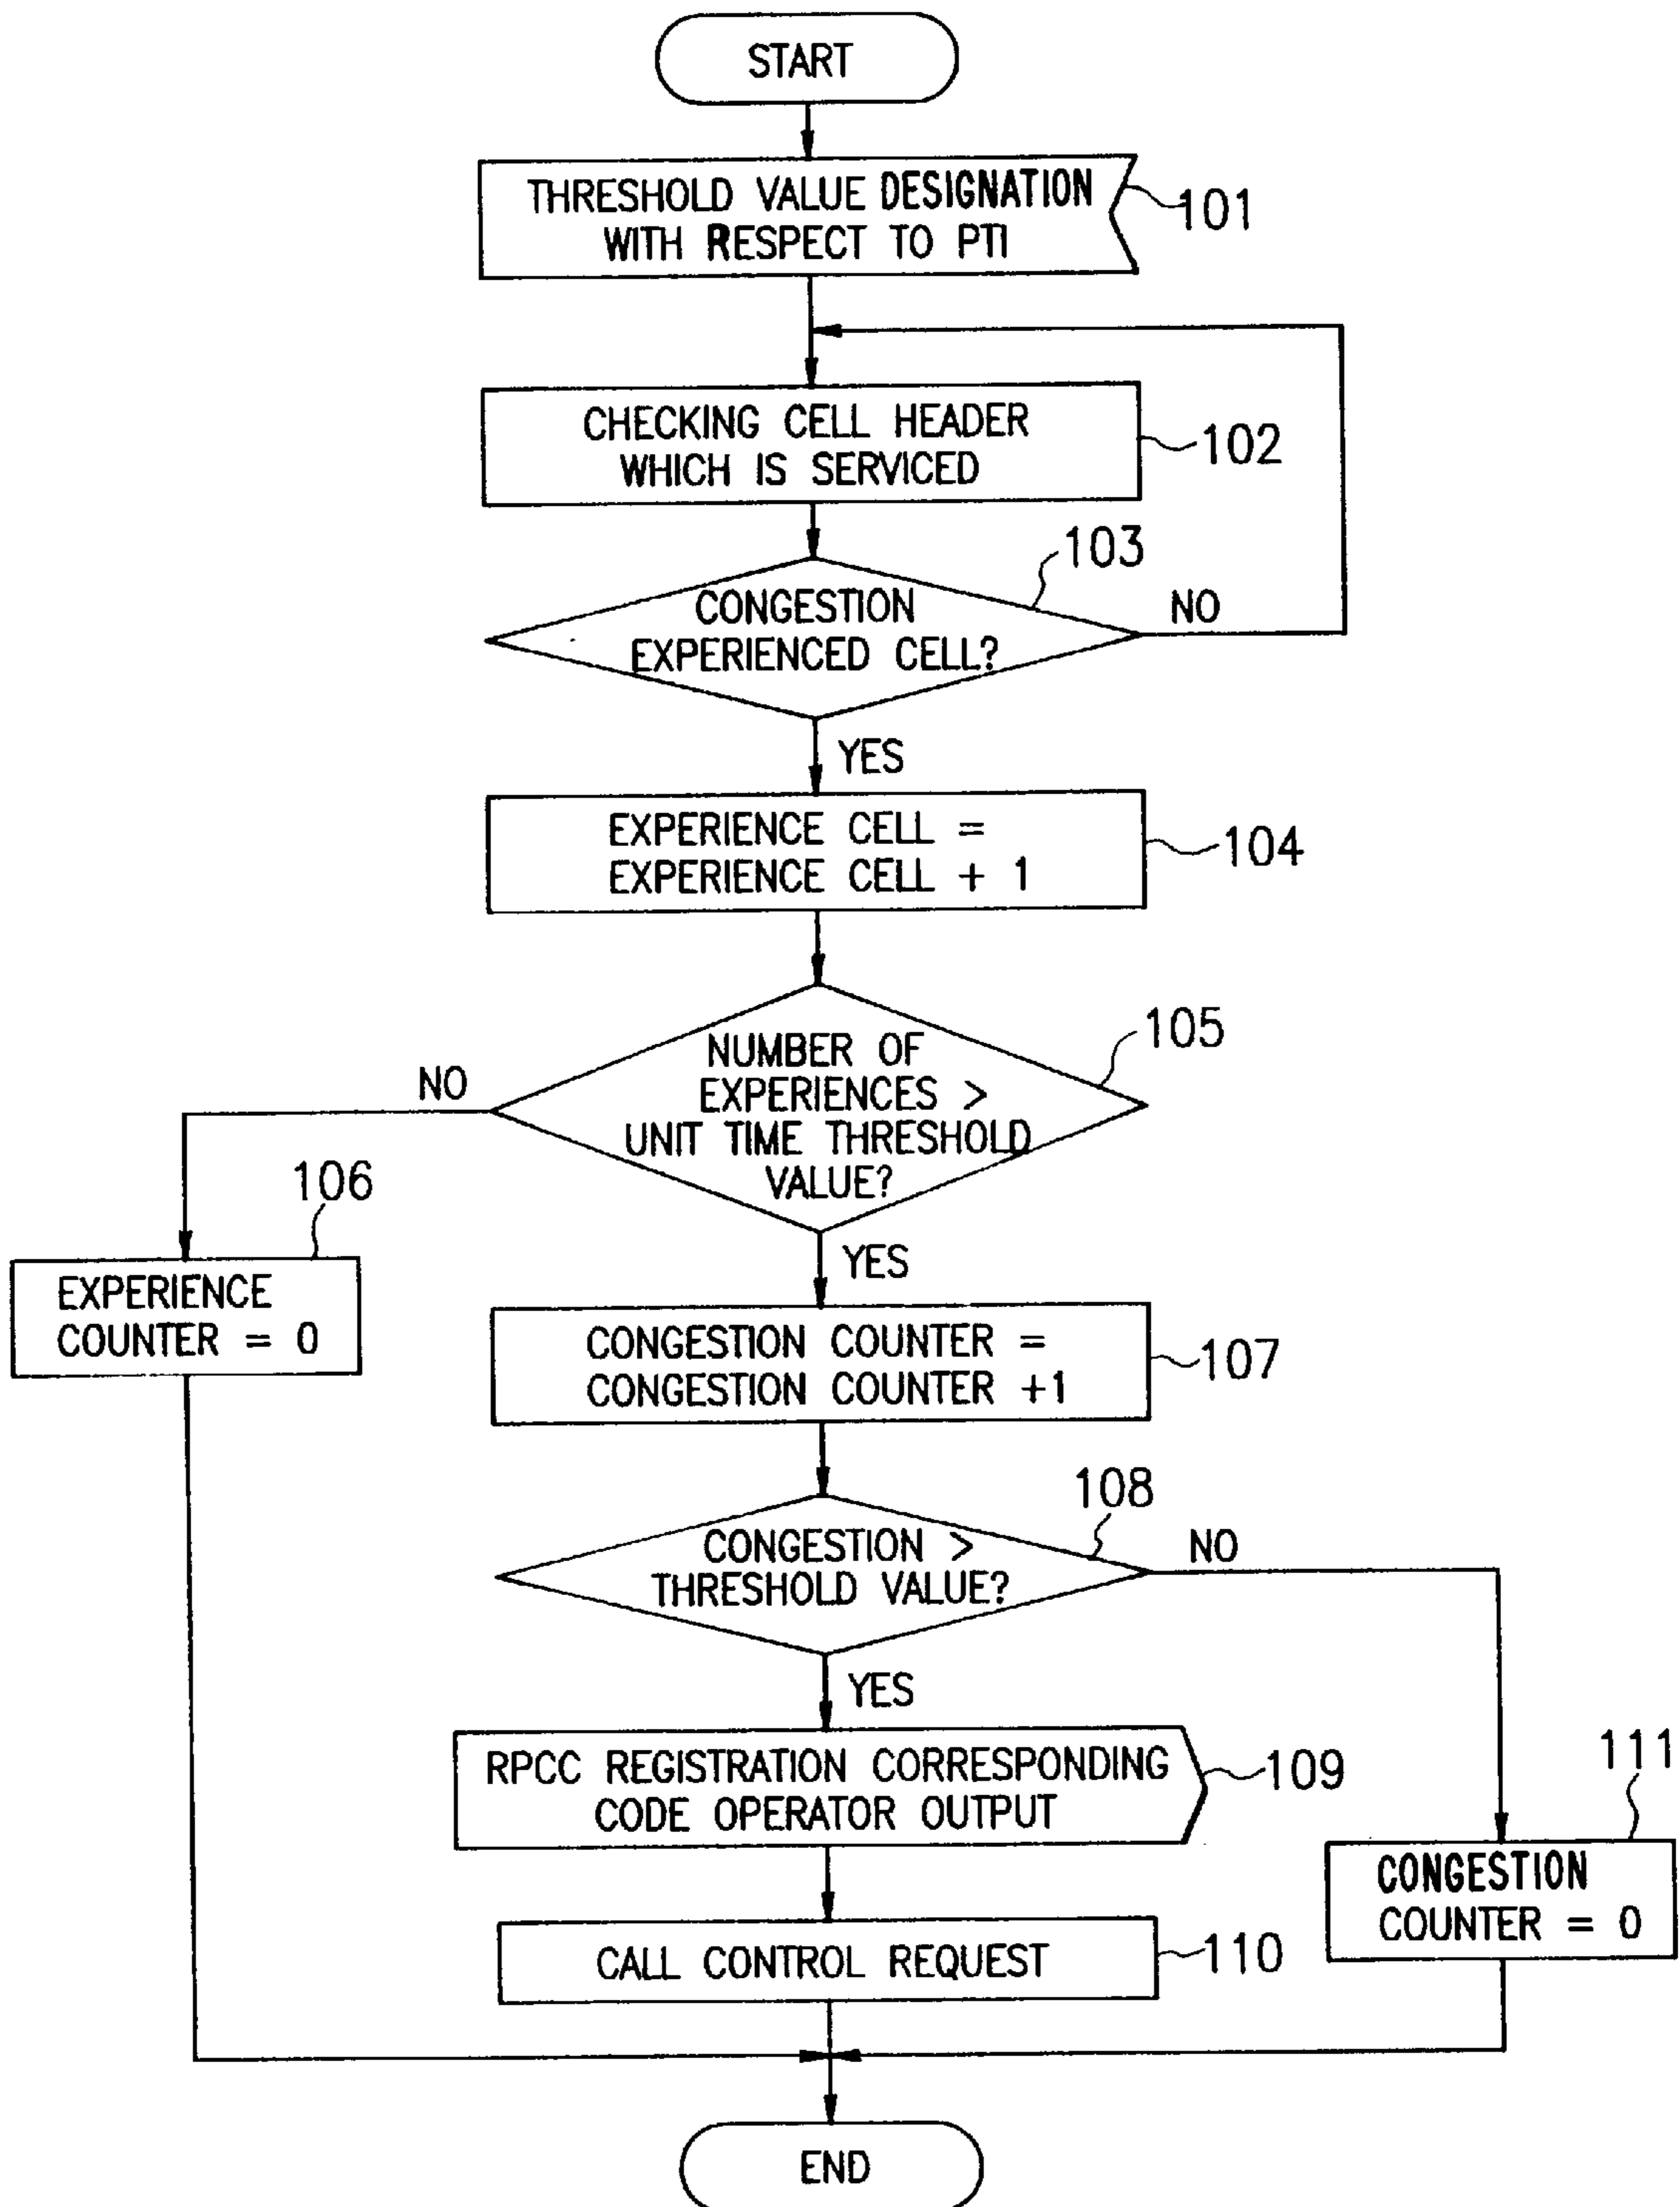 START
THRESHOLD VALUE DESIGNATION
WITH RESPECT TO PTI
101
CHECKING CELL HEADER
WHICH IS SERVICED
102
103
CONGESTION
EXPERIENCED CELL?
NO
YES
EXPERIENCE CELL =
EXPERIENCE CELL + 1
104
105
NUMBER OF
EXPERIENCES >
UNIT TIME THRESHOLD
VALUE?
NO
106
YES
EXPERIENCE
COUNTER = 0
CONGESTION COUNTER =
CONGESTION COUNTER +1
107
108
CONGESTION >
THRESHOLD VALUE?
NO
YES
RPCC REGISTRATION CORRESPONDING
CODE OPERATOR OUTPUT
109
111
CONGESTION
COUNTER = 0
CALL CONTROL REQUEST
110
END